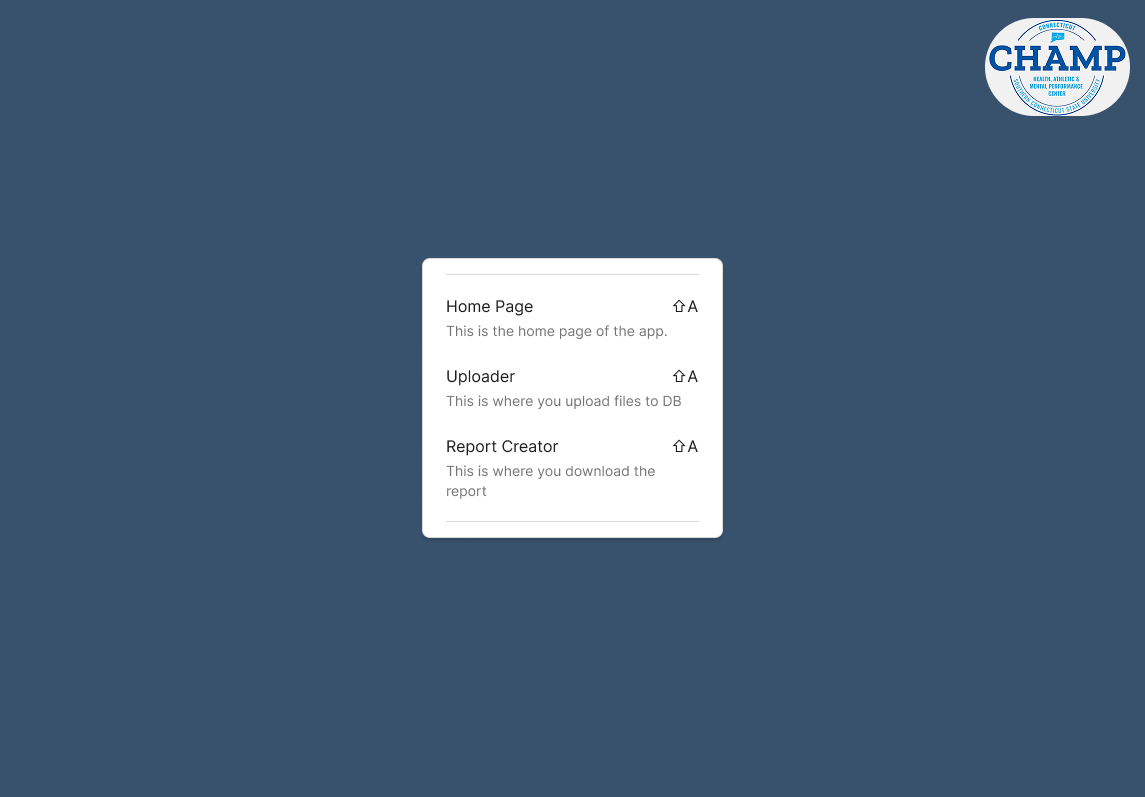 CONNECTICUT
CHAMP
HEALTH, ATHLETIC &
MENTAL PERFORMANCE
CENTER
SOUTHERN CONNECTICUT STATE UNIVERSITY
Home Page ⇧A
This is the home page of the app.
Uploader ⇧A
This is where you upload files to DB
Report Creator ⇧A
This is where you download the
report